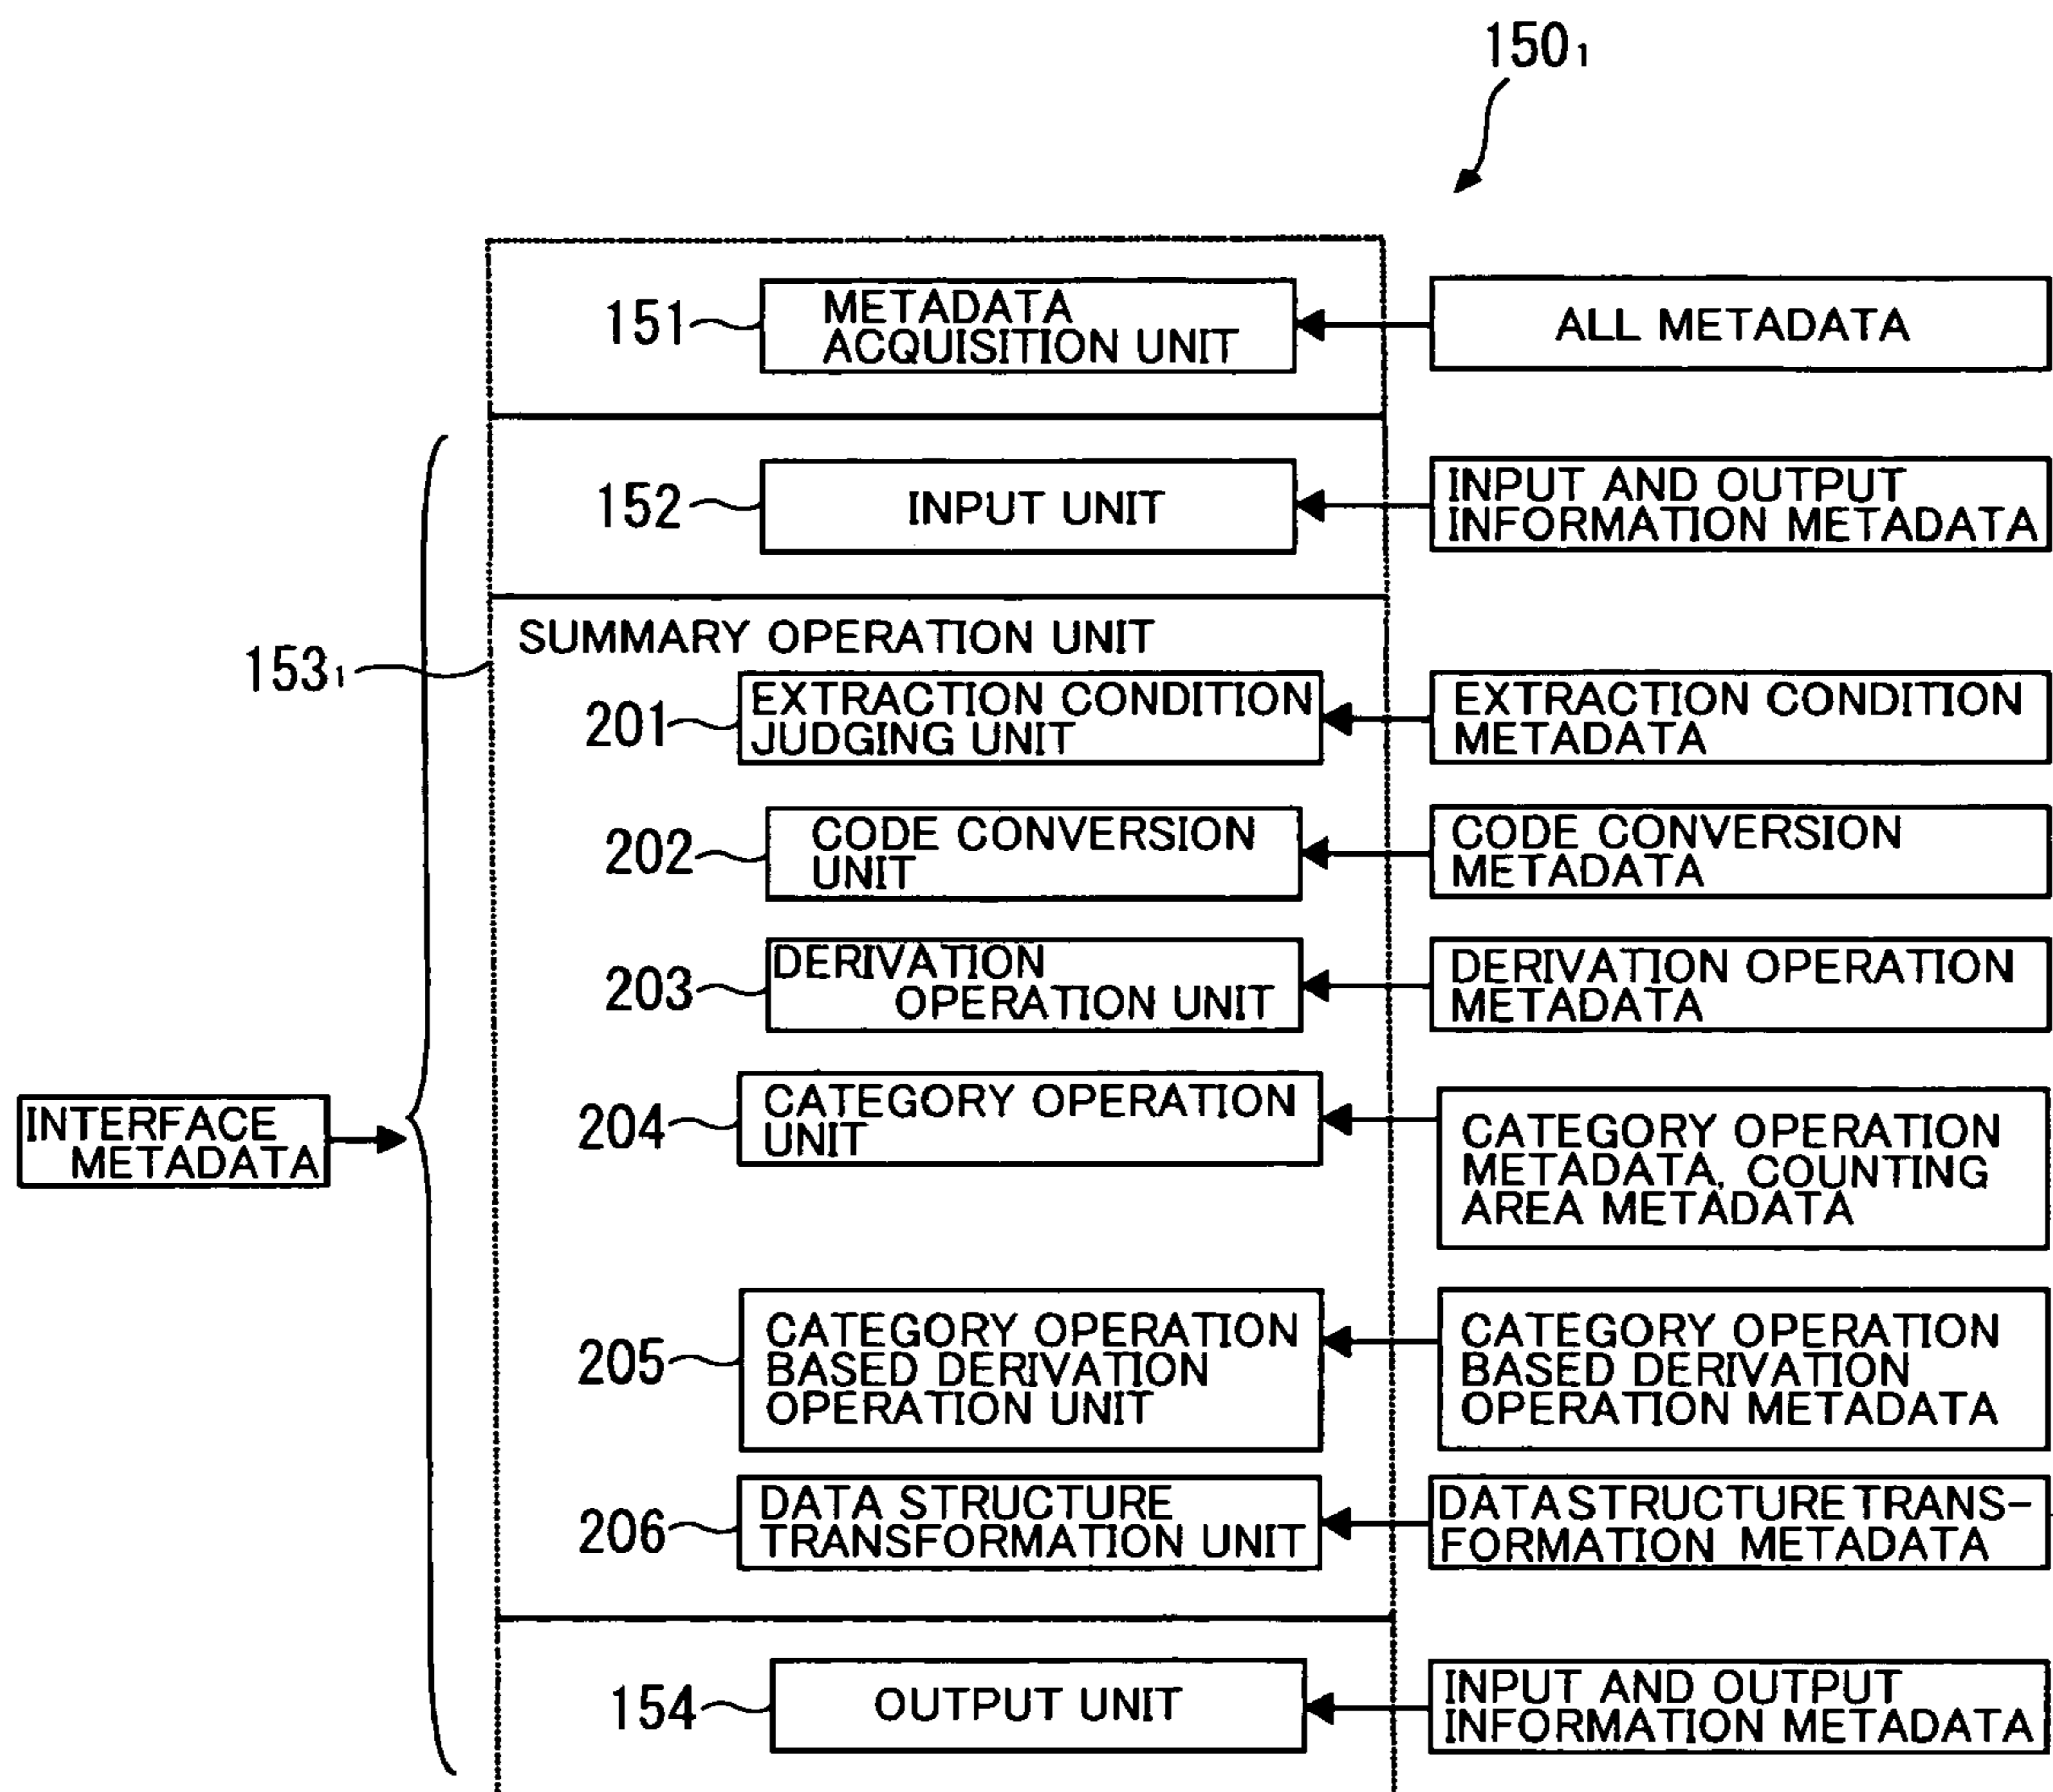 150₁
151
METADATA
ACQUISITION UNIT
ALL METADATA
152
INPUT UNIT
INPUT AND OUTPUT
INFORMATION METADATA
153₁
SUMMARY OPERATION UNIT
201
EXTRACTION CONDITION
JUDGING UNIT
EXTRACTION CONDITION
METADATA
202
CODE CONVERSION
UNIT
CODE CONVERSION
METADATA
203
DERIVATION
OPERATION UNIT
DERIVATION OPERATION
METADATA
INTERFACE
METADATA
204
CATEGORY OPERATION
UNIT
CATEGORY OPERATION
METADATA, COUNTING
AREA METADATA
205
CATEGORY OPERATION
BASED DERIVATION
OPERATION UNIT
CATEGORY OPERATION
BASED DERIVATION
OPERATION METADATA
206
DATA STRUCTURE
TRANSFORMATION UNIT
DATA STRUCTURE TRANS-
FORMATION METADATA
154
OUTPUT UNIT
INPUT AND OUTPUT
INFORMATION METADATA